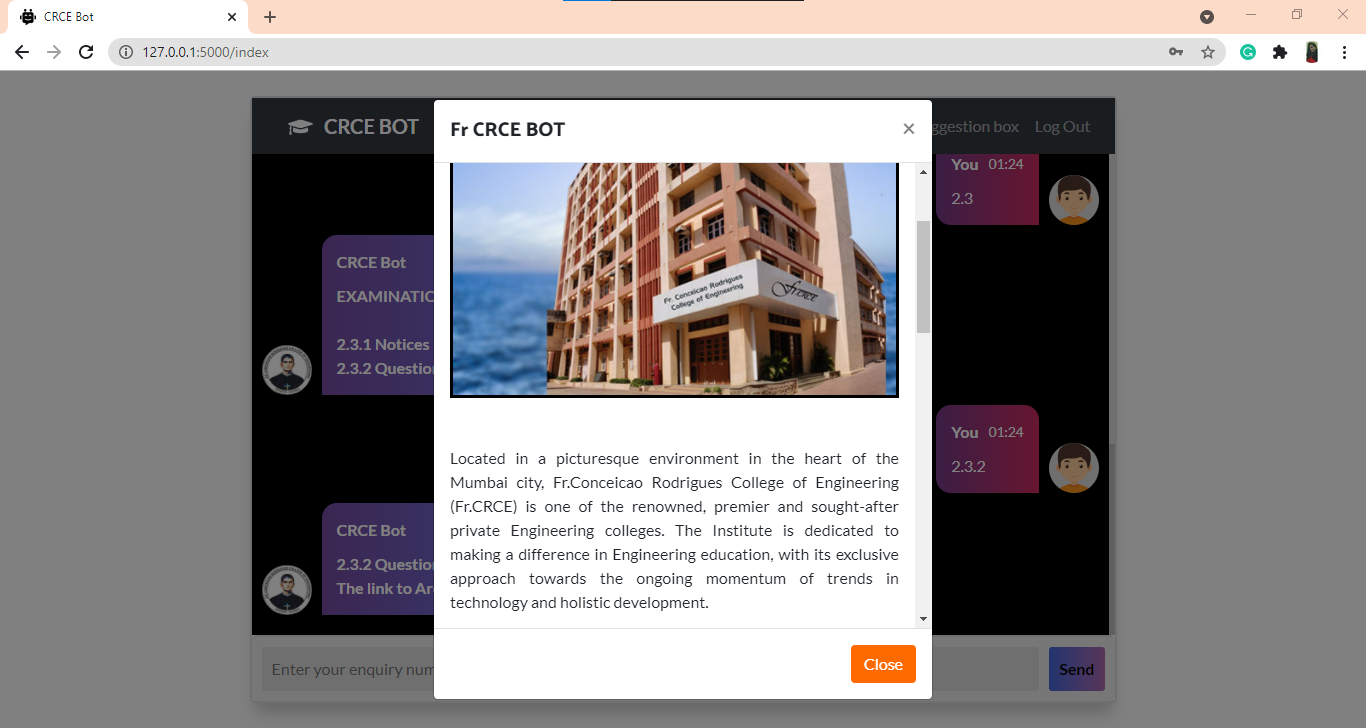 CRCE Bot
127.0.0.1:5000/index
CRCE BOT
ggestion box
Log Out
Fr CRCE BOT
×
You 01:24
2.3
CRCE Bot
EXAMINATIO
2.3.1 Notices
2.3.2 Question
Fr. Conceicao Rodrigues
College of Engineering
Fr.CRCE
You 01:24
2.3.2
Located in a picturesque environment in the heart of the
Mumbai city, Fr.Conceicao Rodrigues College of Engineering
(Fr.CRCE) is one of the renowned, premier and sought-after
private Engineering colleges. The Institute is dedicated to
making a difference in Engineering education, with its exclusive
approach towards the ongoing momentum of trends in
technology and holistic development.
CRCE Bot
2.3.2 Question
The link to Ar
Enter your enquiry num
Close
Send